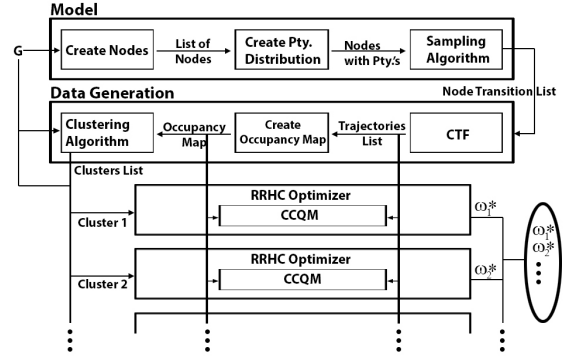 Model
G
Create Nodes
List of
Nodes
Create Pty.
Distribution
Nodes
with Pty.'s
Sampling
Algorithm
Node Transition List
Data Generation
Clustering
Algorithm
Occupancy
Map
Create
Occupancy Map
Trajectories
List
CTF
Clusters List
RRHC Optimizer
CCQM
Cluster 1
ω₁*
RRHC Optimizer
CCQM
Cluster 2
ω₂*
ω₁*
ω₂*